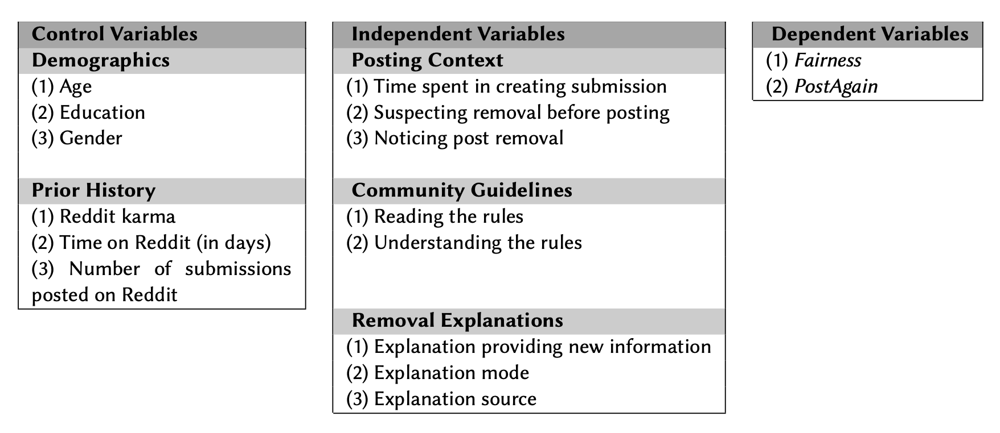 Control Variables
Demographics
(1) Age
(2) Education
(3) Gender
Prior History
(1) Reddit karma
(2) Time on Reddit (in days)
(3) Number of submissions
posted on Reddit
Independent Variables
Posting Context
(1) Time spent in creating submission
(2) Suspecting removal before posting
(3) Noticing post removal
Community Guidelines
(1) Reading the rules
(2) Understanding the rules
Removal Explanations
(1) Explanation providing new information
(2) Explanation mode
(3) Explanation source
Dependent Variables
(1) Fairness
(2) PostAgain